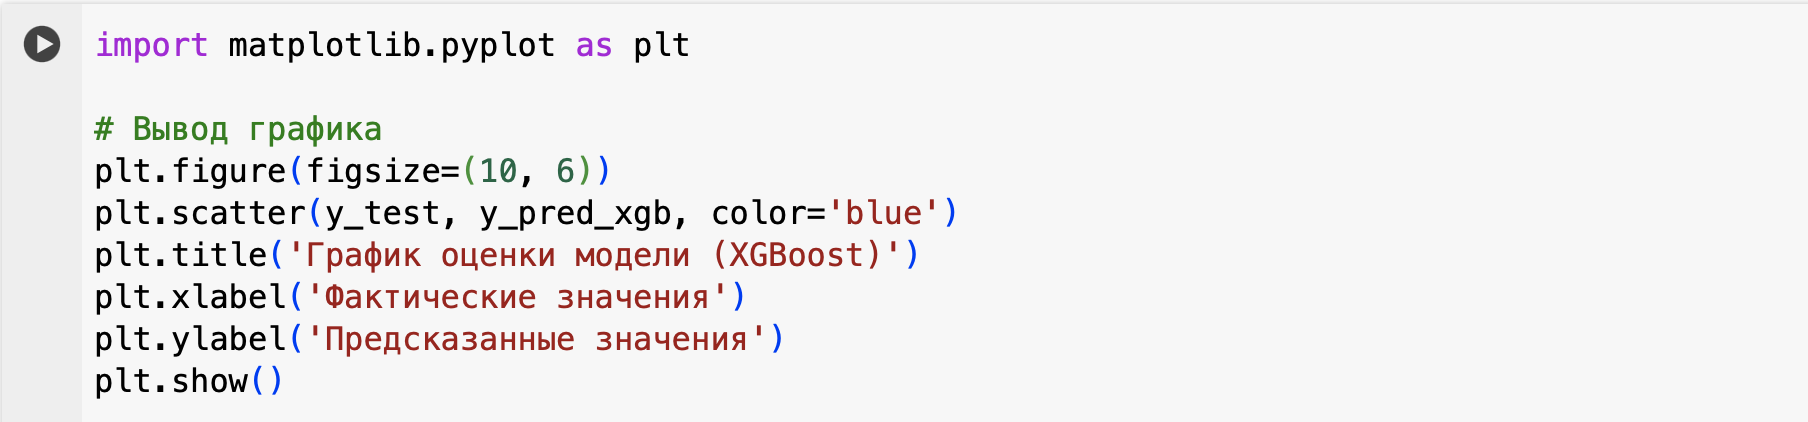 import matplotlib.pyplot as plt
# Вывод графика
plt.figure(figsize=(10, 6))
plt.scatter(y_test, y_pred_xgb, color='blue')
plt.title('График оценки модели (XGBoost)')
plt.xlabel('Фактические значения')
plt.ylabel('Предсказанные значения')
plt.show()